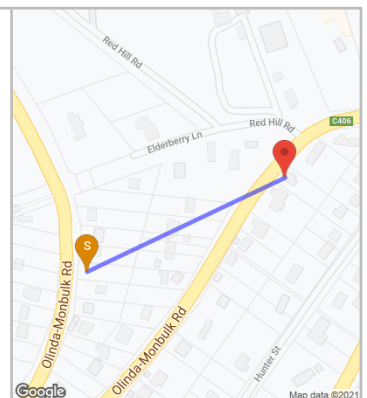 Red Hill Rd
C406
Red Hill Rd
Elderberry Ln
S
Olinda-Monbulk Rd
Olinda-Monbulk Rd
Hunter St
Google
Map data ©2021